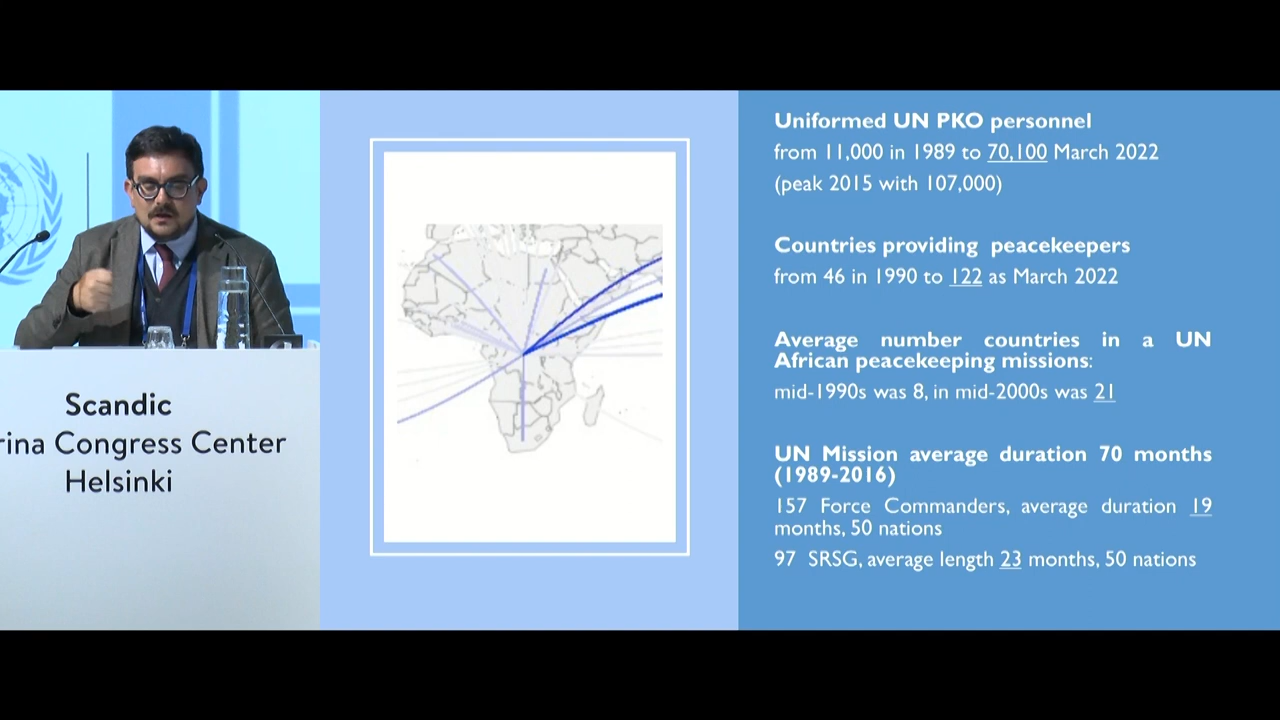 Scandic
rina Congress Center
Helsinki
Uniformed UN PKO personnel
from 11,000 in 1989 to 70,100 March 2022
(peak 2015 with 107,000)
Countries providing peacekeepers
from 46 in 1990 to 122 as March 2022
Average number countries in a UN
African peacekeeping missions:
mid-1990s was 8, in mid-2000s was 21
UN Mission average duration 70 months
(1989-2016)
157 Force Commanders, average duration 19
months, 50 nations
97 SRSG, average length 23 months, 50 nations